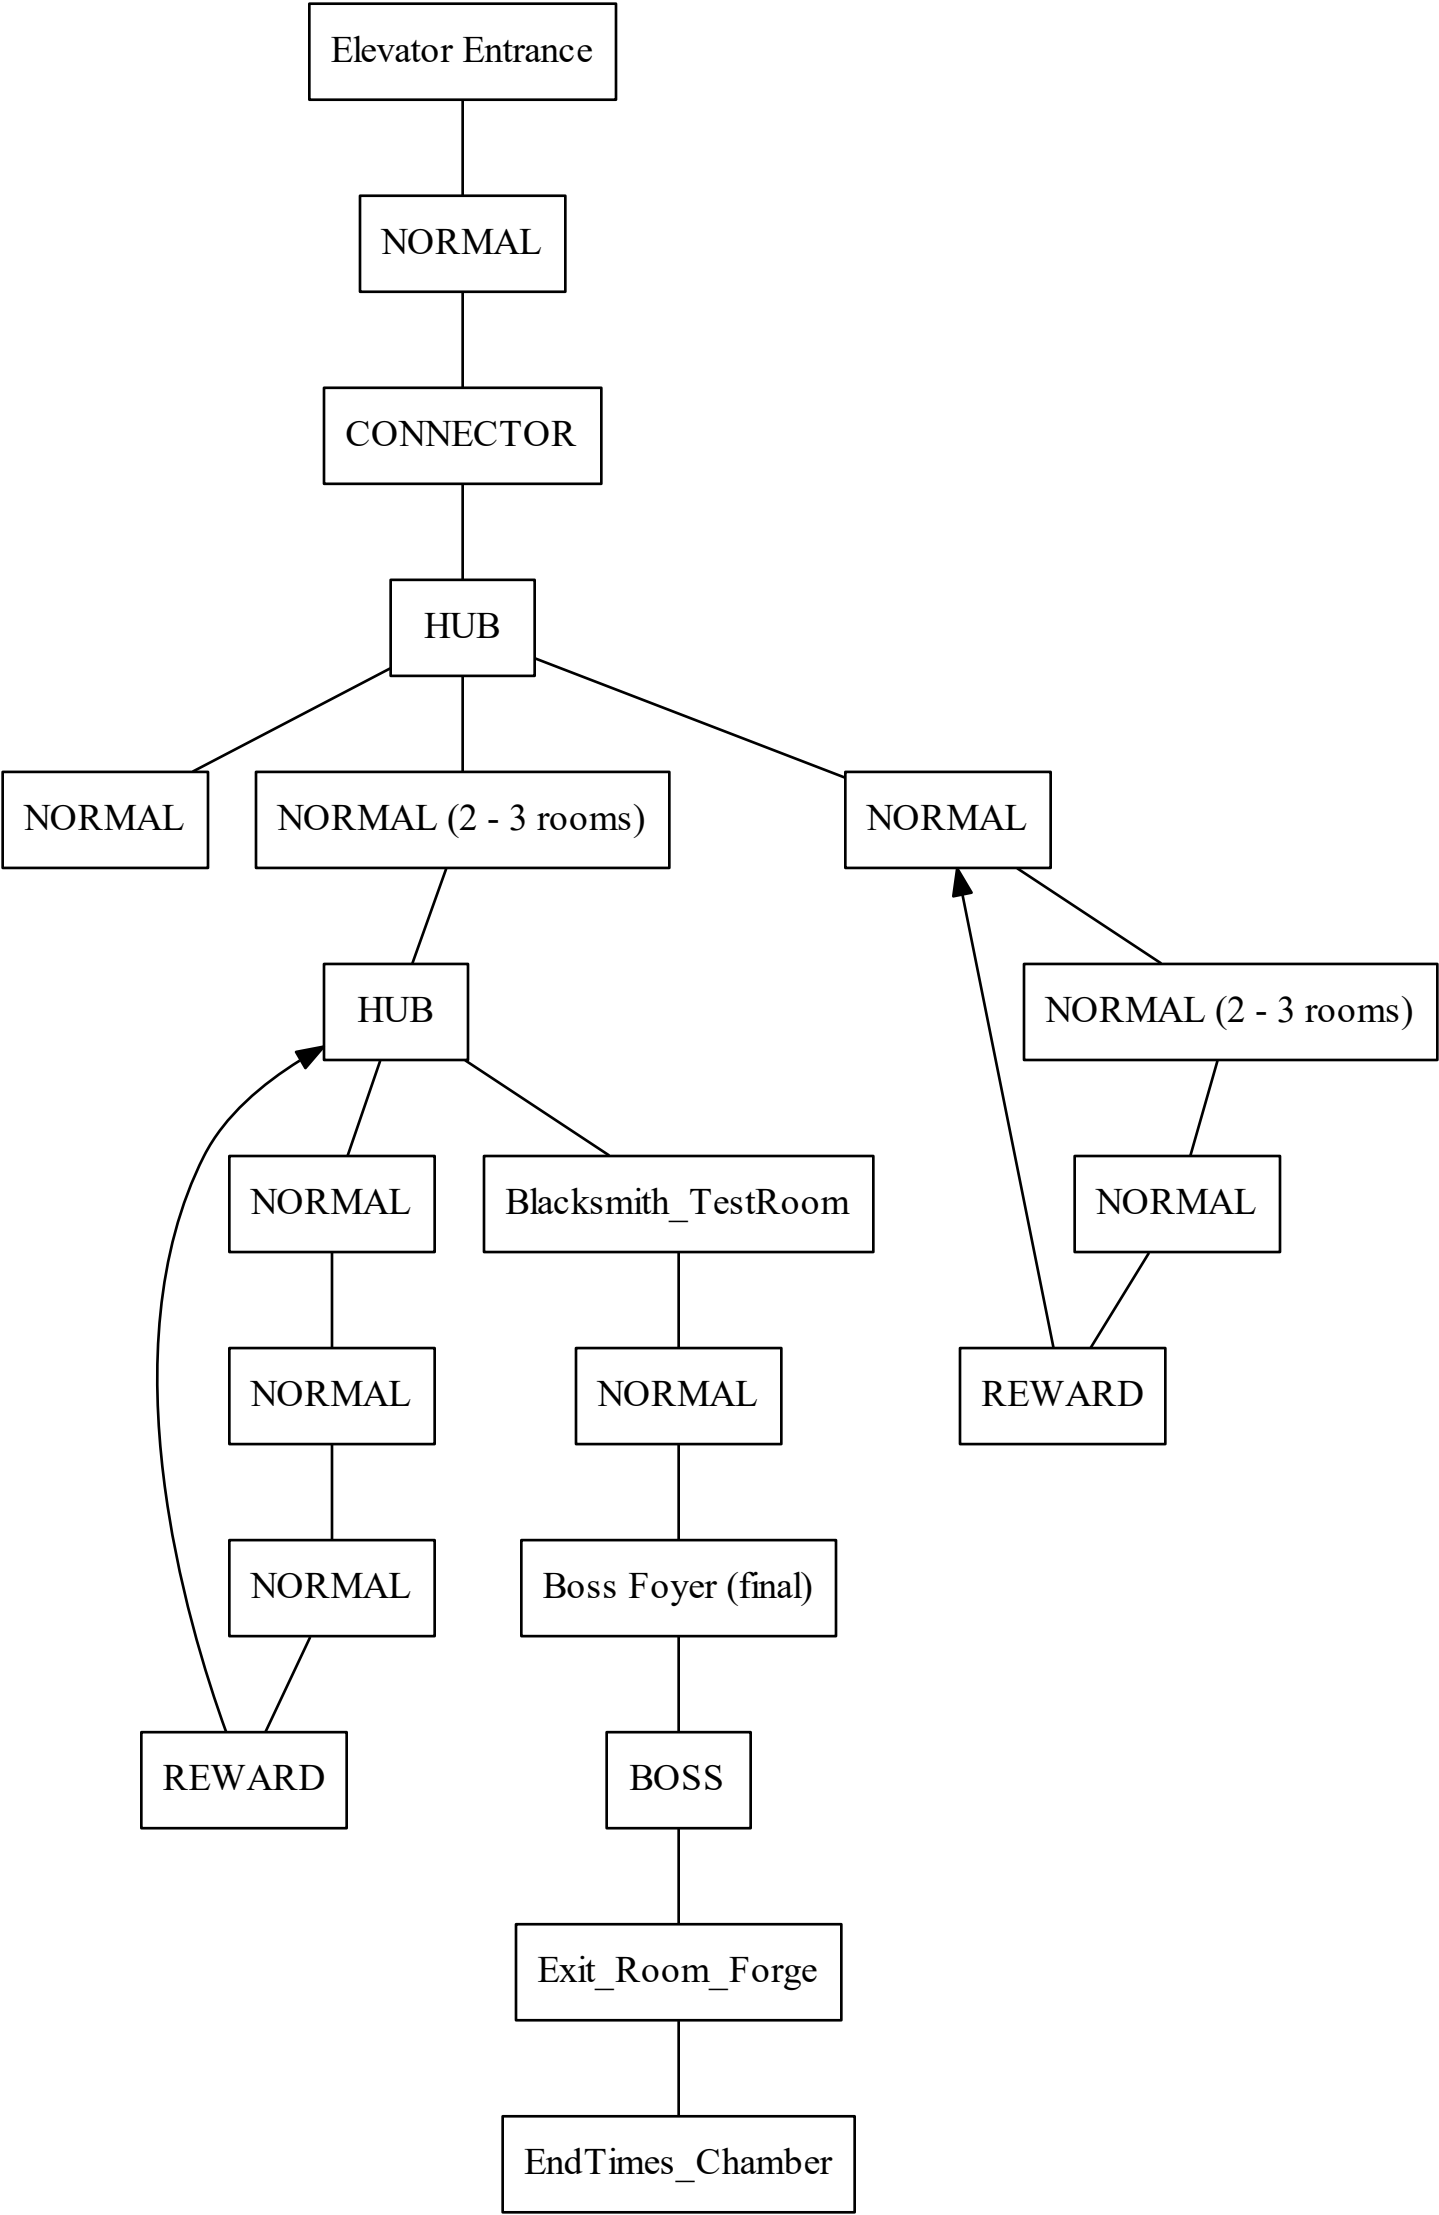 Elevator Entrance
NORMAL
CONNECTOR
HUB
NORMAL
NORMAL (2 - 3 rooms)
NORMAL
HUB
NORMAL (2 - 3 rooms)
NORMAL
Blacksmith_TestRoom
NORMAL
NORMAL
NORMAL
REWARD
NORMAL
Boss Foyer (final)
REWARD
BOSS
Exit_Room_Forge
EndTimes_Chamber